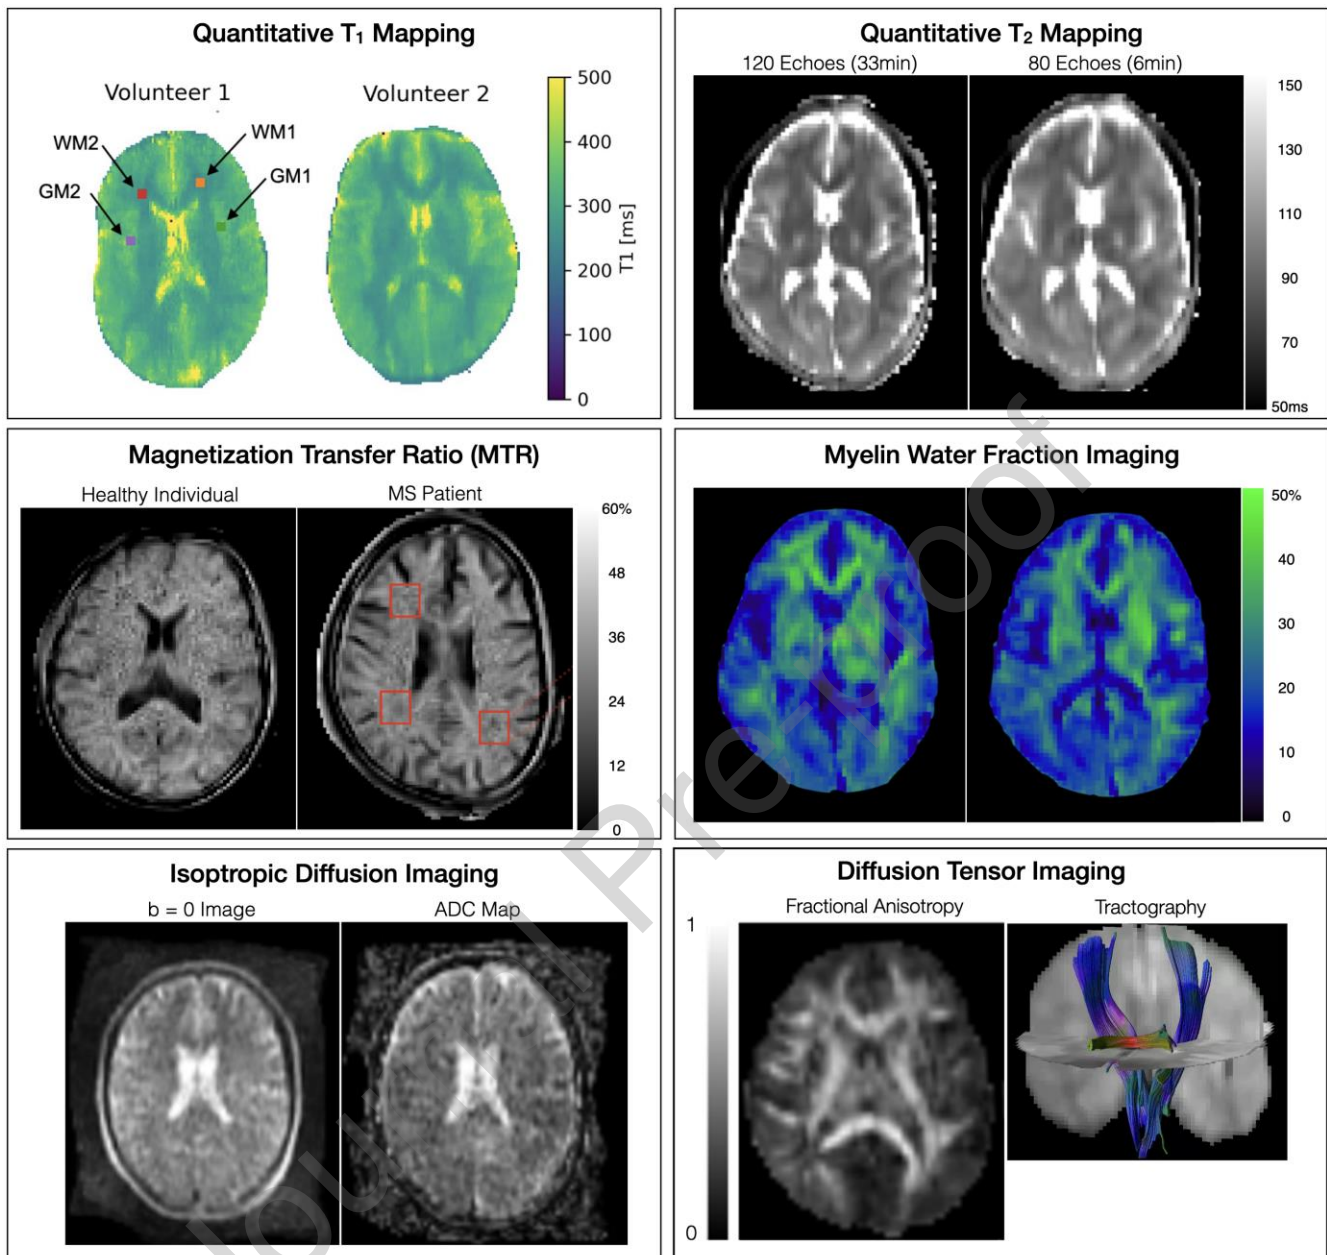 Quantitative T₁ Mapping
Volunteer 1
Volunteer 2
WM2
WM1
GM2
GM1
500
400
300
200
100
0
T1 [ms]
Quantitative T₂ Mapping
120 Echoes (33min)
80 Echoes (6min)
150
130
110
90
70
50ms
Magnetization Transfer Ratio (MTR)
Healthy Individual
MS Patient
60%
48
36
24
12
0
Myelin Water Fraction Imaging
50%
40
30
20
10
0
Isoptropic Diffusion Imaging
b = 0 Image
ADC Map
Diffusion Tensor Imaging
Fractional Anisotropy
Tractography
1
0
Journal Pre-proof